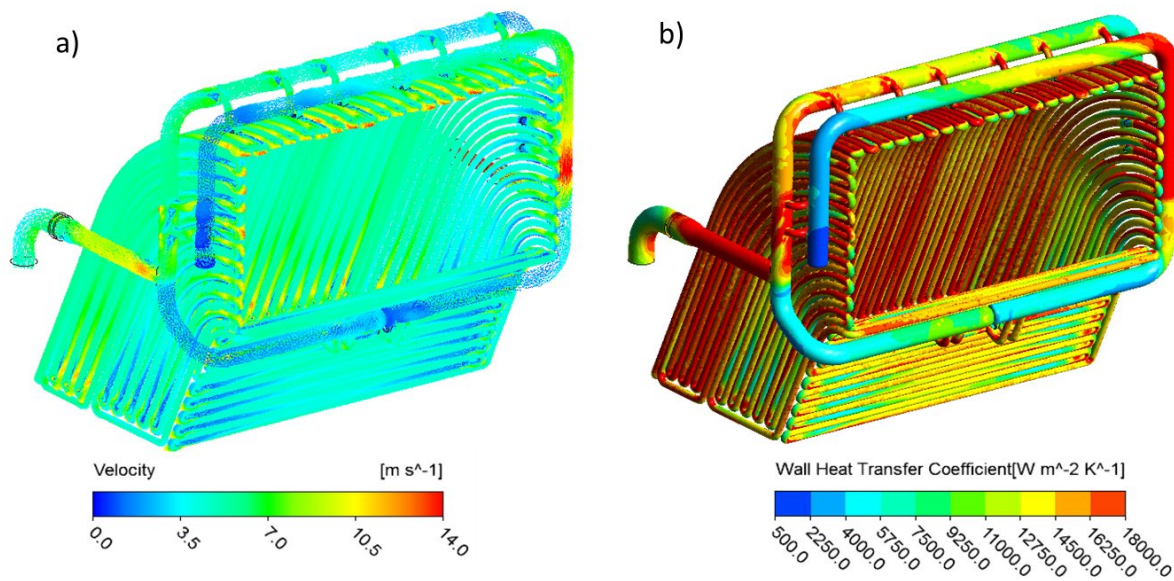 a)
b)
Velocity [m s^-1]
0.0 3.5 7.0 10.5 14.0
Wall Heat Transfer Coefficient[W m^-2 K^-1]
500.0 2250.0 4000.0 5750.0 7500.0 9250.0 11000.0 12750.0 14500.0 16250.0 18000.0